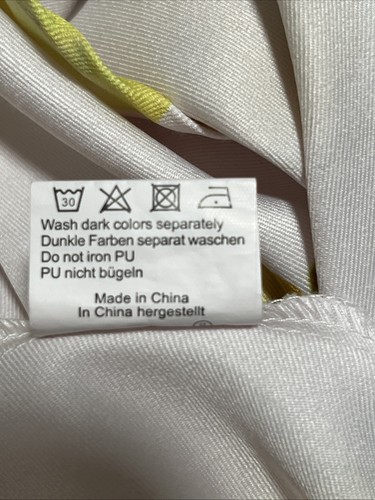 30
Wash dark colors separately
Dunkle Farben separat waschen
Do not iron PU
PU nicht bügeln
Made in China
In China hergestellt